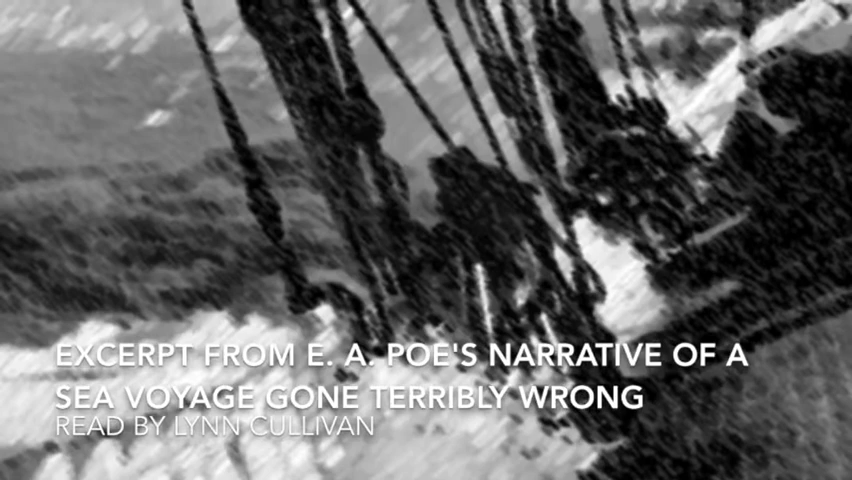 EXCERPT FROM E. A. POE'S NARRATIVE OF A
SEA VOYAGE GONE TERRIBLY WRONG
READ BY LYNN CULLIVAN